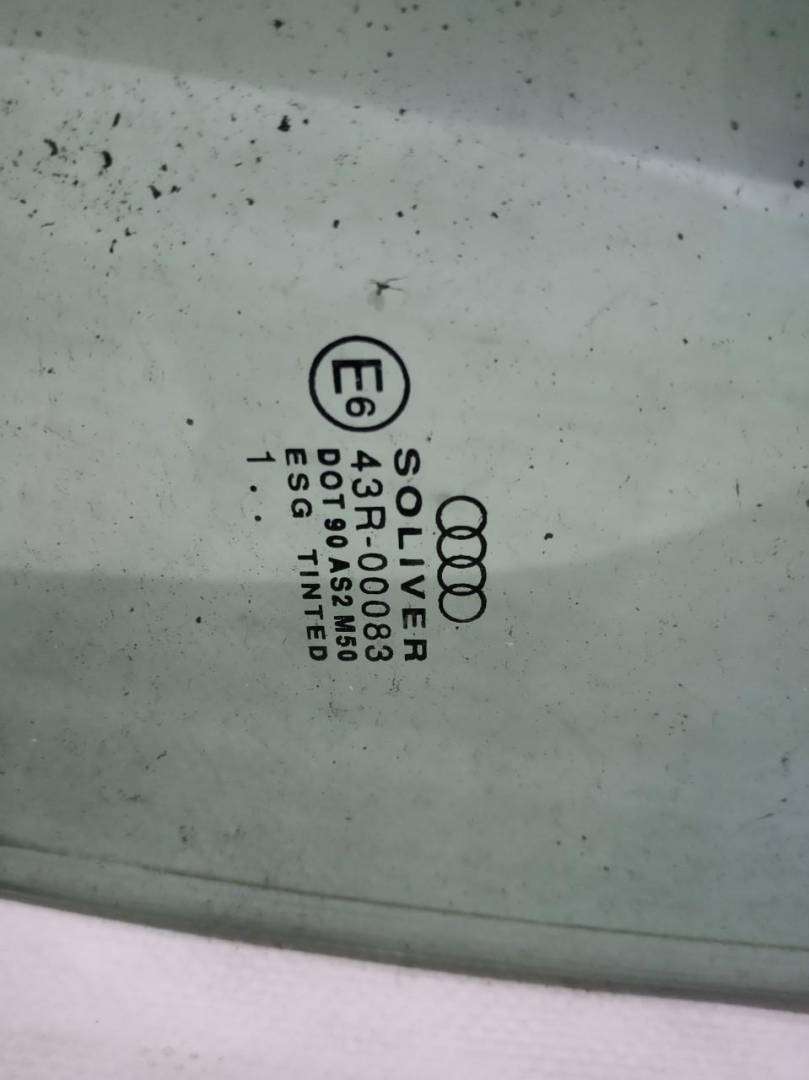 SOLIVER
E6 43R-00083
DOT 90 AS2 M50
ESG TINTED
1 . .